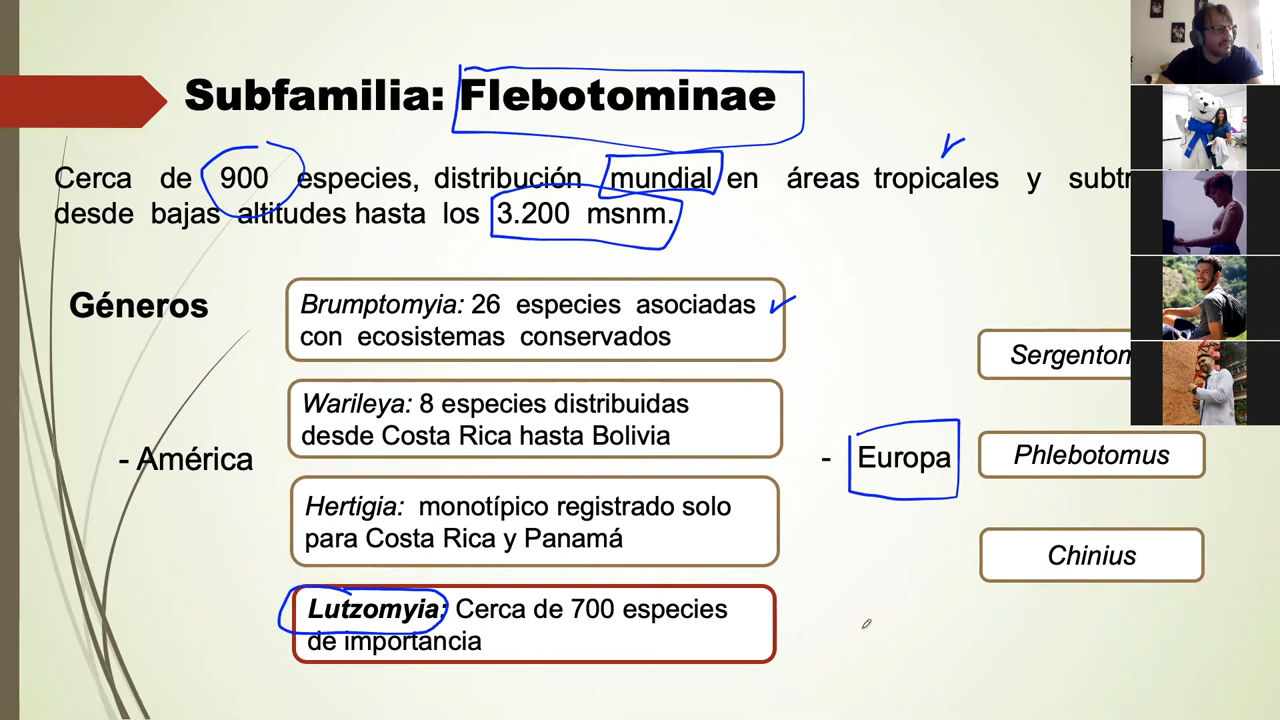 Subfamilia: Flebotominae
Cerca de 900 especies, distribución mundial en áreas tropicales y
desde bajas altitudes hasta los 3.200 msnm.
Géneros
Brumptomyia: 26 especies asociadas
con ecosistemas conservados
Warileya: 8 especies distribuidas
desde Costa Rica hasta Bolivia
- América
Hertigia: monotípico registrado solo
para Costa Rica y Panamá
Lutzomyia: Cerca de 700 especies
de importancia
- Europa
Phlebotomus
Chinius